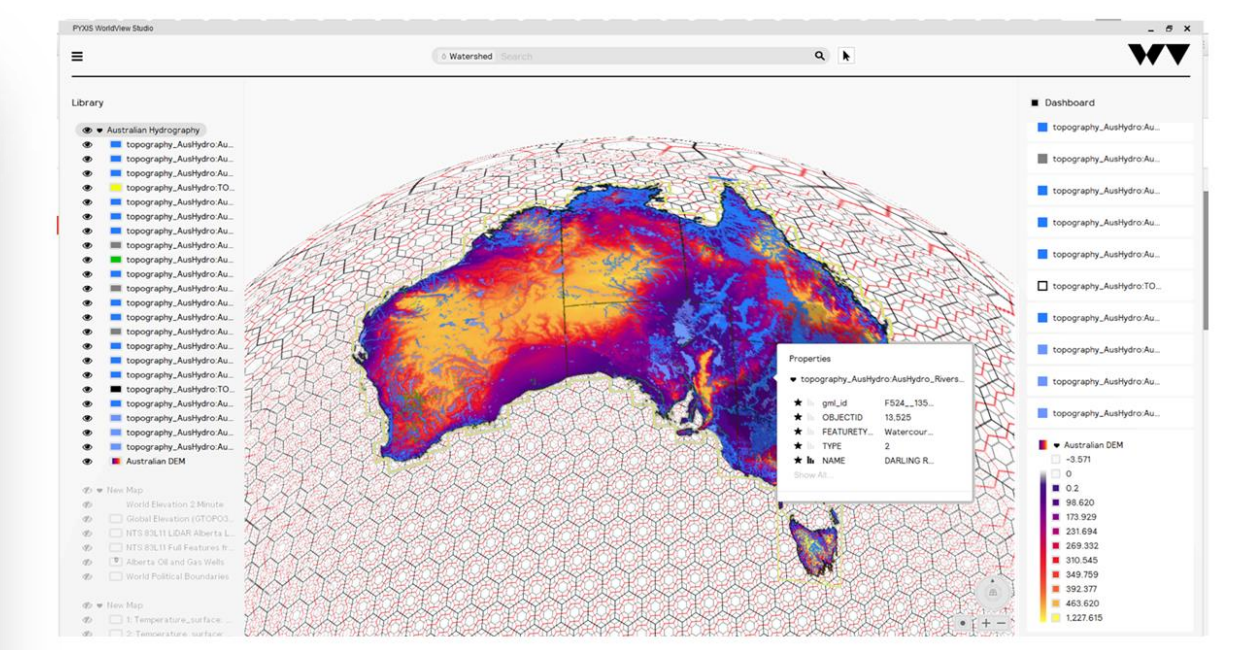 PYXIS WorldView Studio
Watershed Search
Library
Australian Hydrography
topography_AusHydro:Au...
topography_AusHydro:Au...
topography_AusHydro:Au...
topography_AusHydro:TO...
topography_AusHydro:Au...
topography_AusHydro:Au...
topography_AusHydro:Au...
topography_AusHydro:Au...
topography_AusHydro:Au...
topography_AusHydro:Au...
topography_AusHydro:Au...
topography_AusHydro:Au...
topography_AusHydro:Au...
topography_AusHydro:Au...
topography_AusHydro:Au...
topography_AusHydro:Au...
topography_AusHydro:Au...
topography_AusHydro:TO...
topography_AusHydro:Au...
topography_AusHydro:Au...
topography_AusHydro:Au...
topography_AusHydro:Au...
Australian DEM
New Map
World Elevation 2 Minute
Global Elevation (GTOPO3...
NTS 83L11 LiDAR Alberta L...
NTS 83L11 Full Features fr...
Alberta Oil and Gas Wells
World Political Boundaries
New Map
1: Temperature_surface: ...
2: Temperature_surface: ...
Properties
topography_AusHydro:AusHydro_Rivers...
gml_id F524__135...
OBJECTID 13,525
FEATURETY... Watercour...
TYPE 2
NAME DARLING R...
Show All...
WV
Dashboard
topography_AusHydro:Au...
topography_AusHydro:Au...
topography_AusHydro:Au...
topography_AusHydro:Au...
topography_AusHydro:Au...
topography_AusHydro:TO...
topography_AusHydro:Au...
topography_AusHydro:Au...
topography_AusHydro:Au...
topography_AusHydro:Au...
Australian DEM
-3.571
0
0.2
98.620
173.929
231.694
269.332
310.545
349.759
392.377
463.620
1,227.615